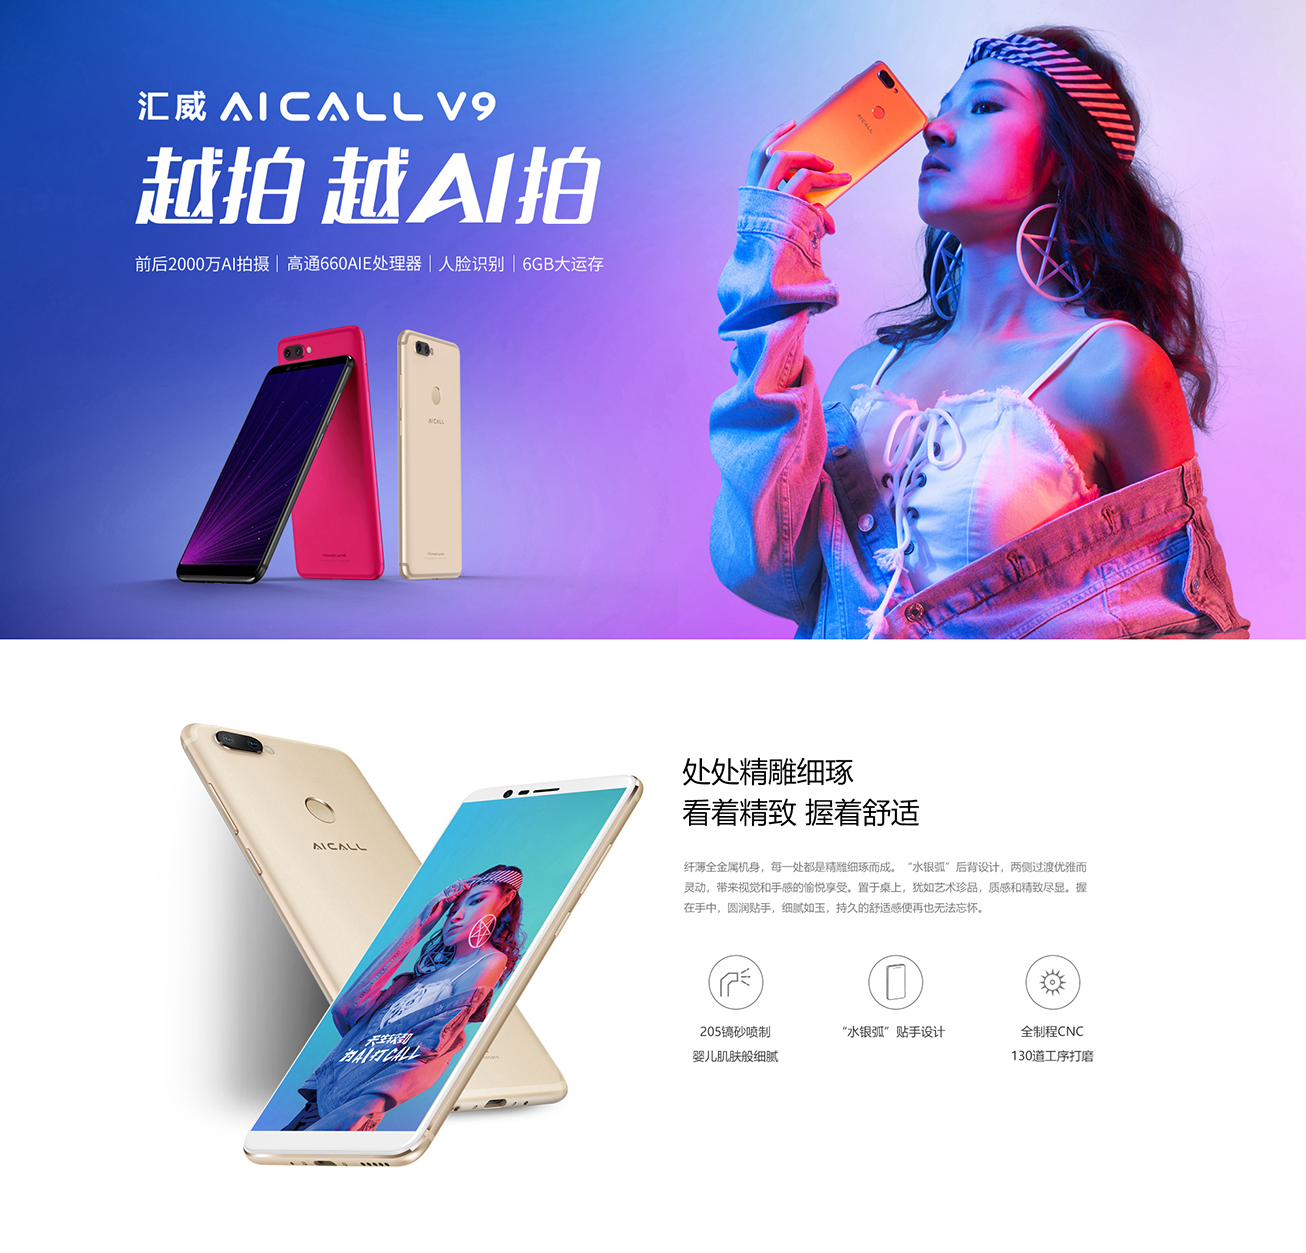 汇威 AICALL V9
越拍 越AI拍
前后2000万AI拍摄｜高通660AIE处理器｜人脸识别｜6GB大运存
AICALL
AICALL
AICALL
处处精雕细琢
看着精致 握着舒适
纤薄全金属机身，每一处都是精雕细琢而成。“水银弧”后背设计，两侧过渡优雅而
灵动，带来视觉和手感的愉悦享受。置于桌上，犹如艺术珍品，质感和精致尽显。握
在手中，圆润贴手，细腻如玉，持久的舒适感便再也无法忘怀。
205镝砂喷制
婴儿肌肤般细腻
“水银弧”贴手设计
全制程CNC
130道工序打磨